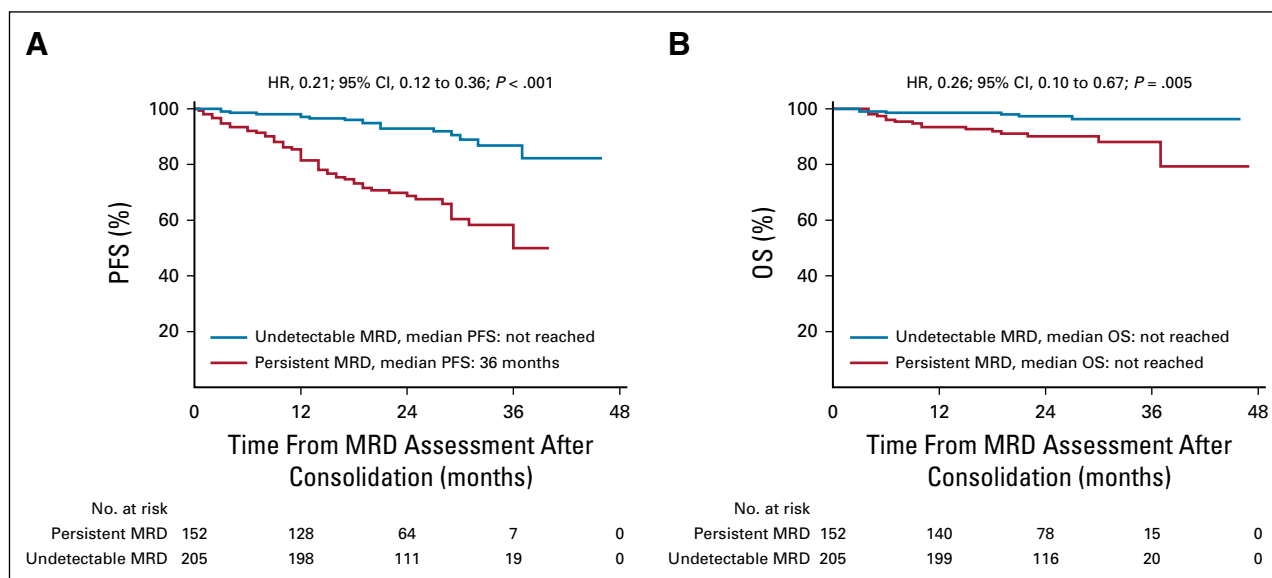 A
HR, 0.21; 95% CI, 0.12 to 0.36; P < .001
100
80
60
40
20
PFS (%)
Undetectable MRD, median PFS: not reached
Persistent MRD, median PFS: 36 months
0 12 24 36 48
Time From MRD Assessment After
Consolidation (months)
No. at risk
Persistent MRD 152 128 64 7 0
Undetectable MRD 205 198 111 19 0
B
HR, 0.26; 95% CI, 0.10 to 0.67; P = .005
100
80
60
40
20
OS (%)
Undetectable MRD, median OS: not reached
Persistent MRD, median OS: not reached
0 12 24 36 48
Time From MRD Assessment After
Consolidation (months)
No. at risk
Persistent MRD 152 140 78 15 0
Undetectable MRD 205 199 116 20 0